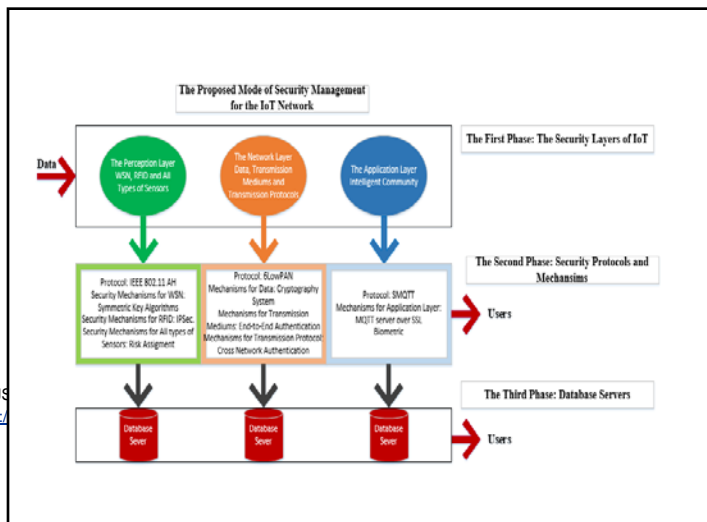 The Proposed Mode of Security Management
for the IoT Network
The First Phase: The Security Layers of IoT
Data
The Perception Layer
WSN, RFID and All
Types of Sensors
The Network Layer
Data, Transmission
Mediums and
Transmission Protocols
The Application Layer
Intelligent Community
The Second Phase: Security Protocols and
Mechansims
Protocol: IEEE 802.11 AH
Security Mechanisms for WSN:
Symmetric Key Algorithms
Security Mechanisms for RFID: IPSec.
Security Mechanisms for All types of
Sensors: Risk Assigment
Protocol: 6LowPAN
Mechanisms for Data: Cryptography
System
Mechanisms for Transmission
Mediums: End-to-End Authentication
Mechanisms for Transmission Protocol:
Cross Network Authentication
Protocol: SMQTT
Mechanisms for Application Layer:
MQTT server over SSL
Biometric
Users
The Third Phase: Database Servers
Database
Sever
Database
Sever
Database
Sever
Users